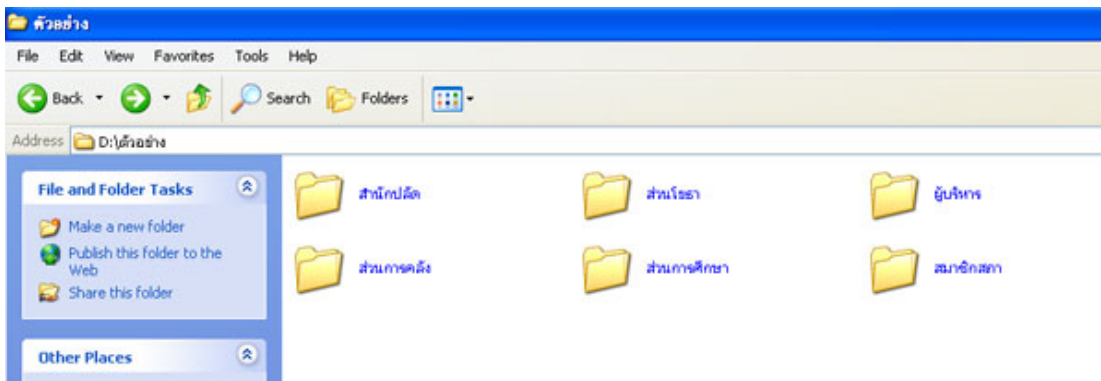 ตัวอย่าง
File Edit View Favorites Tools Help
Back Search Folders
Address D:\ตัวอย่าง
File and Folder Tasks
Make a new folder
Publish this folder to the
Web
Share this folder
Other Places
สำนักปลัด ส่วนโยธา ผู้บริหาร
ส่วนการคลัง ส่วนการศึกษา สมาชิกสภา